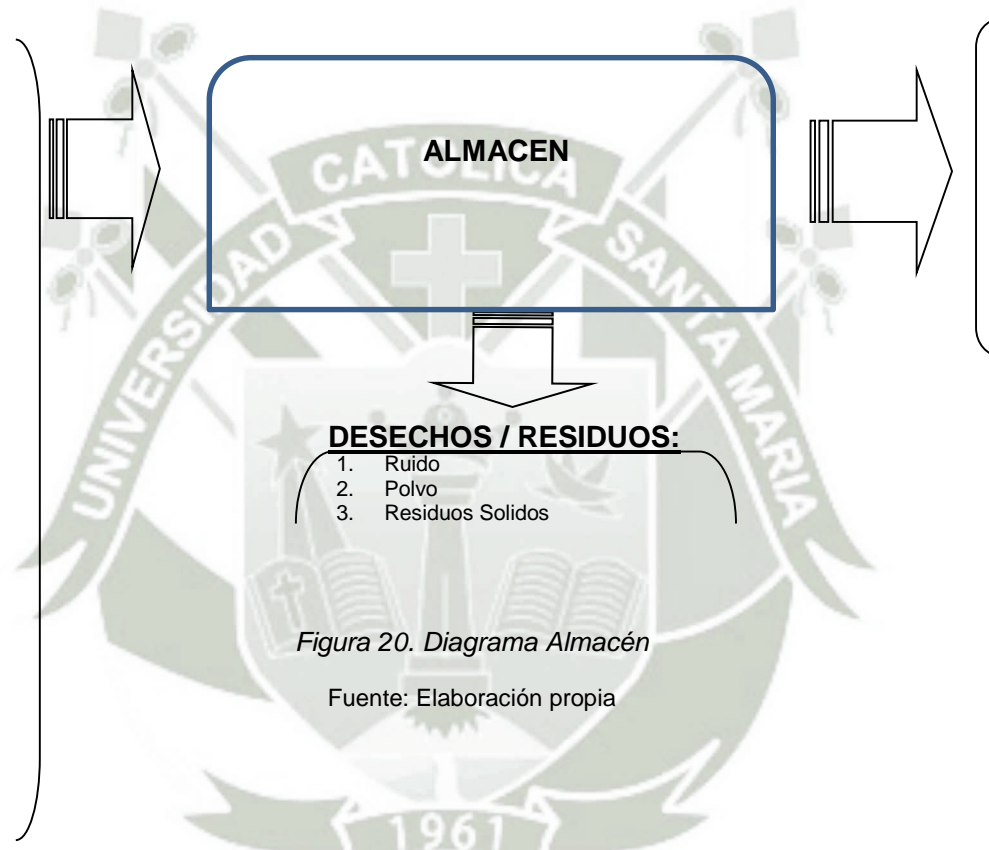 ALMACEN
UNIVERSIDAD CATOLICA SANTA MARIA
DESECHOS / RESIDUOS:
1. Ruido
2. Polvo
3. Residuos Solidos
Figura 20. Diagrama Almacén
Fuente: Elaboración propia
1961